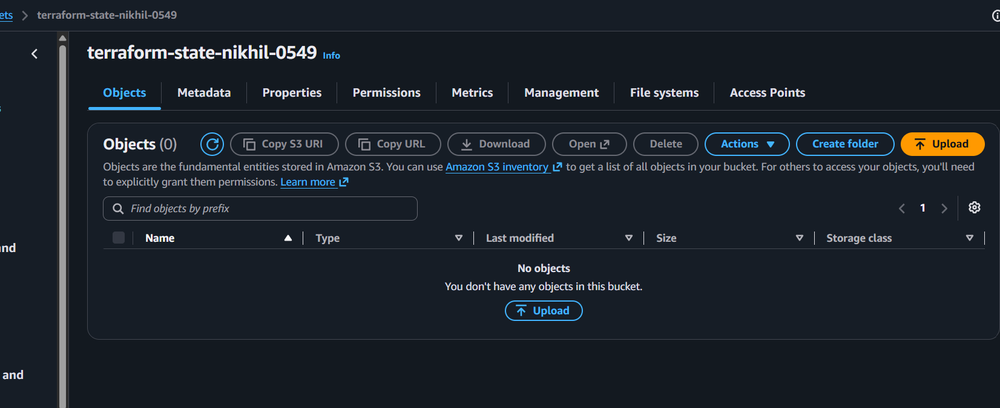 ets > terraform-state-nikhil-0549
terraform-state-nikhil-0549 Info
Objects Metadata Properties Permissions Metrics Management File systems Access Points
Objects (0) Copy S3 URI Copy URL Download Open Delete Actions Create folder Upload
Objects are the fundamental entities stored in Amazon S3. You can use Amazon S3 inventory to get a list of all objects in your bucket. For others to access your objects, you'll need
to explicitly grant them permissions. Learn more
Find objects by prefix
1
Name Type Last modified Size Storage class
and
No objects
You don't have any objects in this bucket.
Upload
and